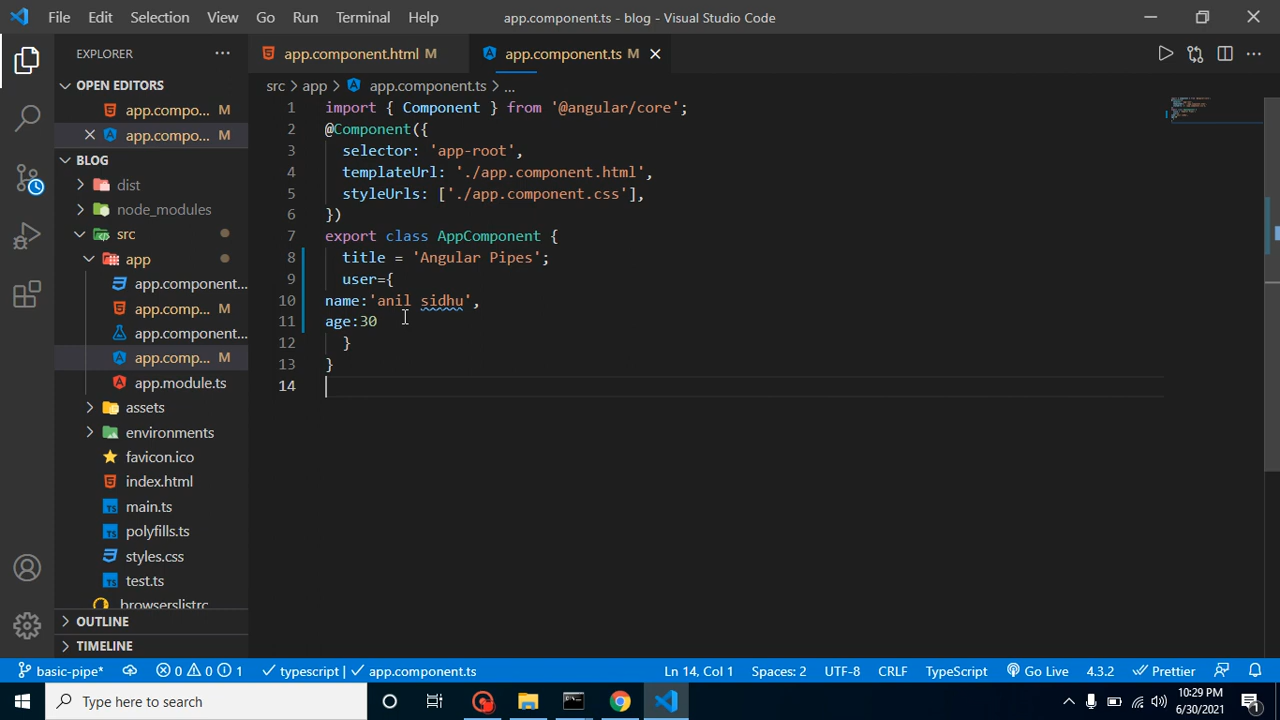 File Edit Selection View Go Run Terminal Help app.component.ts - blog - Visual Studio Code
EXPLORER ··· app.component.html M app.component.ts M
OPEN EDITORS
app.compo... M
app.compo... M
BLOG
dist
node_modules
src
app
app.component...
app.comp... M
app.component...
app.comp... M
app.module.ts
assets
environments
favicon.ico
index.html
main.ts
polyfills.ts
styles.css
test.ts
browserslistrc
OUTLINE
TIMELINE
src > app > app.component.ts > ...
1 import { Component } from '@angular/core';
2 @Component({
3 selector: 'app-root',
4 templateUrl: './app.component.html',
5 styleUrls: ['./app.component.css'],
6 })
7 export class AppComponent {
8 title = 'Angular Pipes';
9 user={
10 name:'anil sidhu',
11 age:30
12 }
13 }
14
basic-pipe* 0 0 1 typescript | app.component.ts Ln 14, Col 1 Spaces: 2 UTF-8 CRLF TypeScript Go Live 4.3.2 Prettier
Type here to search 10:29 PM
6/30/2021 1